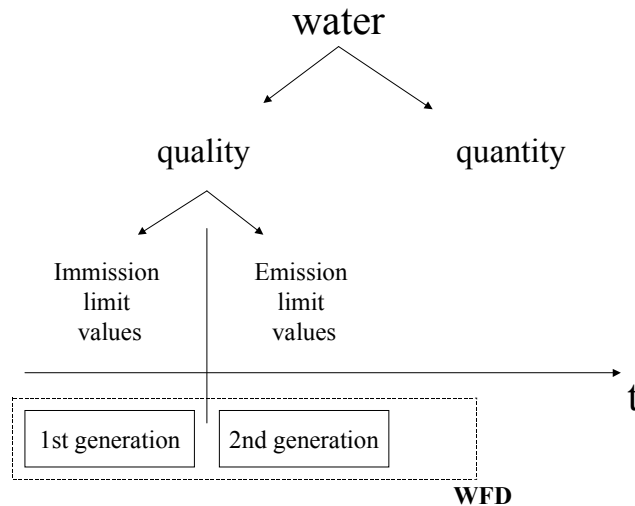 water
quality
quantity
Immission
limit
values
Emission
limit
values
t
1st generation
2nd generation
WFD